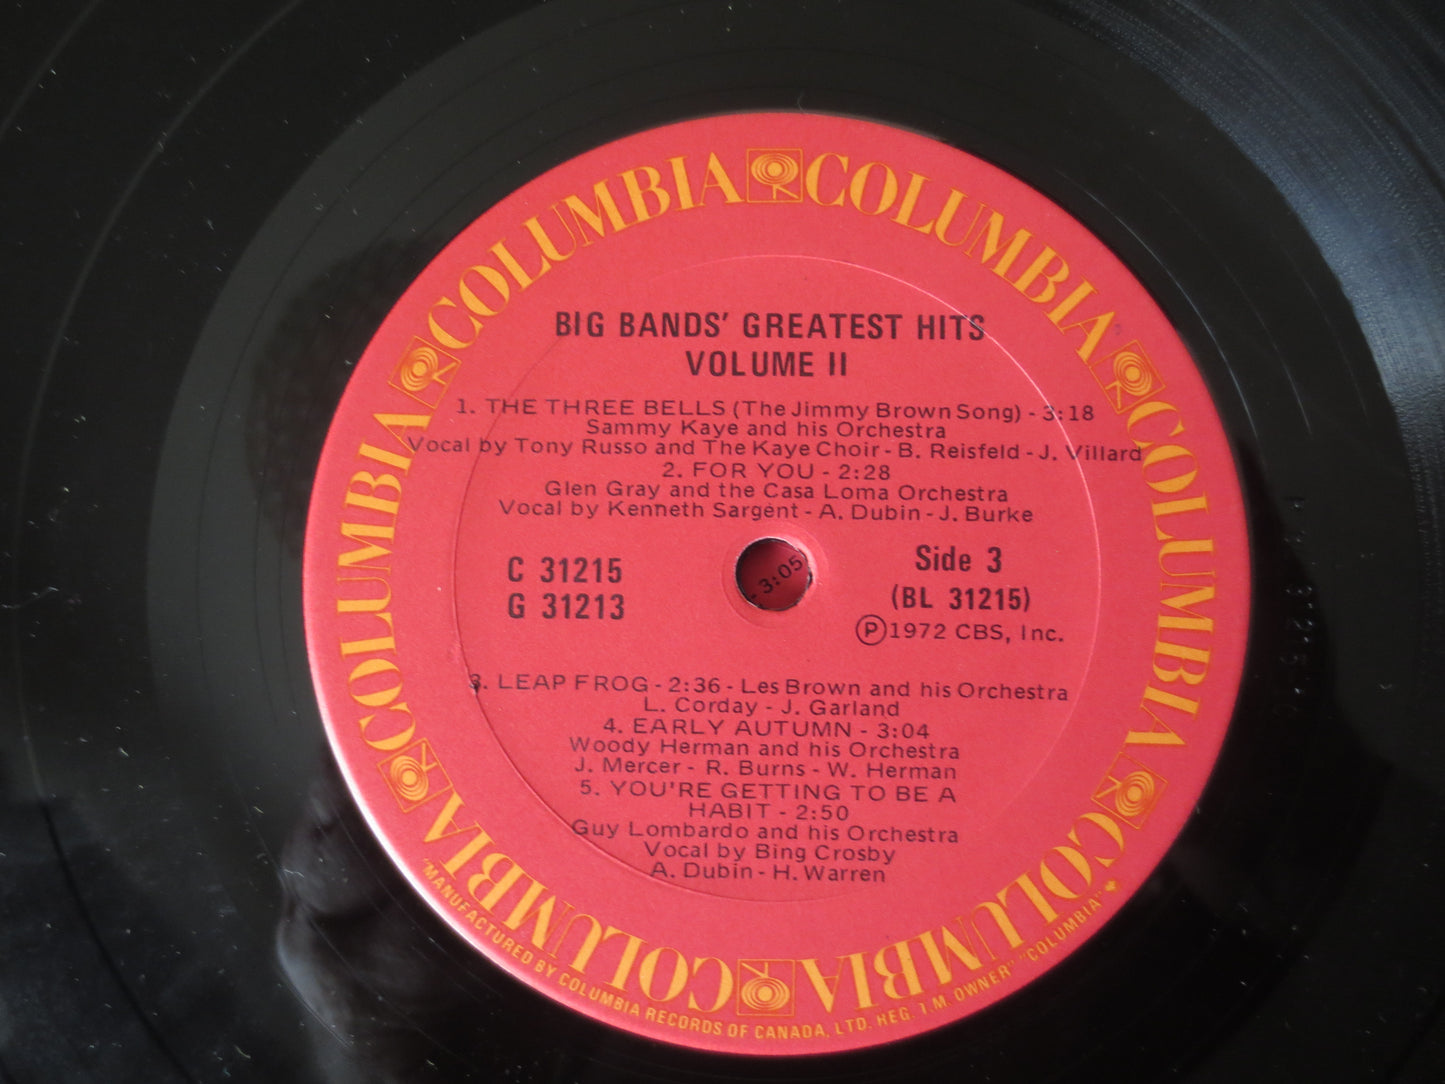 COLUMBIA COLUMBIA COLUMBIA COLUMBIA COLUMBIA COLUMBIA COLUMBIA COLUMBIA
BIG BANDS' GREATEST HITS
VOLUME II
1. THE THREE BELLS (The Jimmy Brown Song) - 3:18
Sammy Kaye and his Orchestra
Vocal by Tony Russo and The Kaye Choir - B. Reisfeld - J. Villard
2. FOR YOU - 2:28
Glen Gray and the Casa Loma Orchestra
Vocal by Kenneth Sargent - A. Dubin - J. Burke
C 31215
G 31213
- 3:05
Side 3
(BL 31215)
Ⓟ1972 CBS, Inc.
3. LEAP FROG - 2:36 - Les Brown and his Orchestra
L. Corday - J. Garland
4. EARLY AUTUMN - 3:04
Woody Herman and his Orchestra
J. Mercer - R. Burns - W. Herman
5. YOU'RE GETTING TO BE A
HABIT - 2:50
Guy Lombardo and his Orchestra
Vocal by Bing Crosby
A. Dubin - H. Warren
"MANUFACTURED BY COLUMBIA RECORDS OF CANADA, LTD. REG. T.M. OWNER" "COLUMBIA"